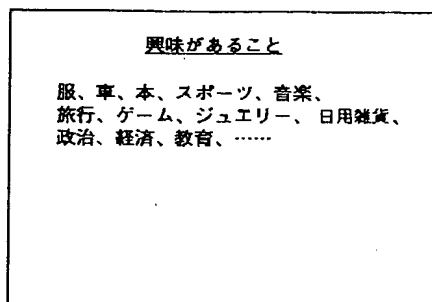 興味があること
服、車、本、スポーツ、音楽、
旅行、ゲーム、ジュエリー、日用雑貨、
政治、経済、教育、……